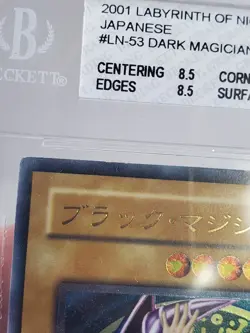 BECKETT®
2001 LABYRINTH OF NI
JAPANESE
#LN-53 DARK MAGICIAN
CENTERING 8.5 CORN
EDGES 8.5 SURFA
ブラック・マジシ